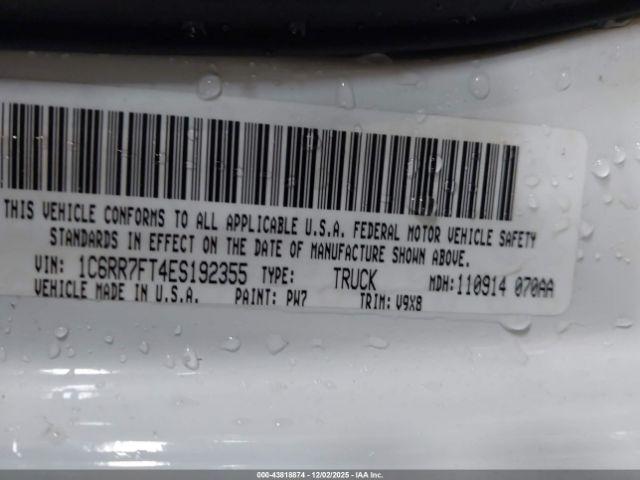 THIS VEHICLE CONFORMS TO ALL APPLICABLE U.S.A. FEDERAL MOTOR VEHICLE SAFETY
STANDARDS IN EFFECT ON THE DATE OF MANUFACTURE SHOWN ABOVE.
VIN: 1C6RR7FT4ES192355 TYPE: TRUCK MDH: 110914 070AA
VEHICLE MADE IN U.S.A. PAINT: PW7 TRIM: V9X8
000-43818874 | 12/02/2025 - IAAI.com